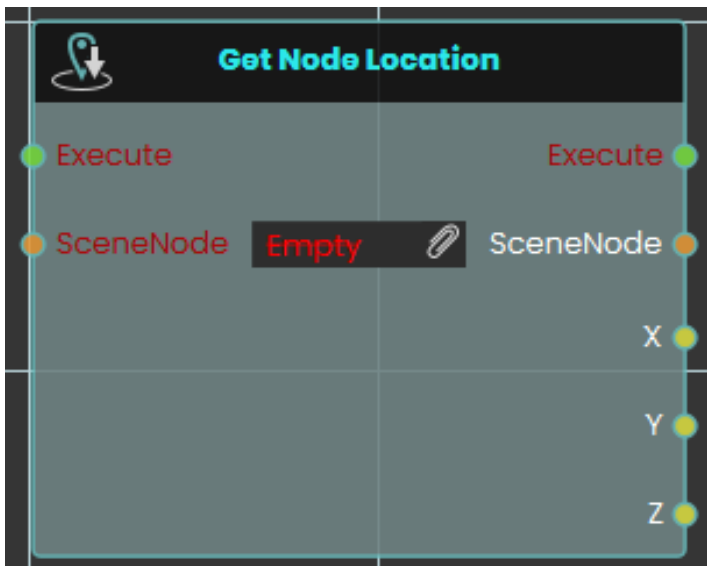 Get Node Location
Execute Execute
SceneNode Empty SceneNode
X
Y
Z